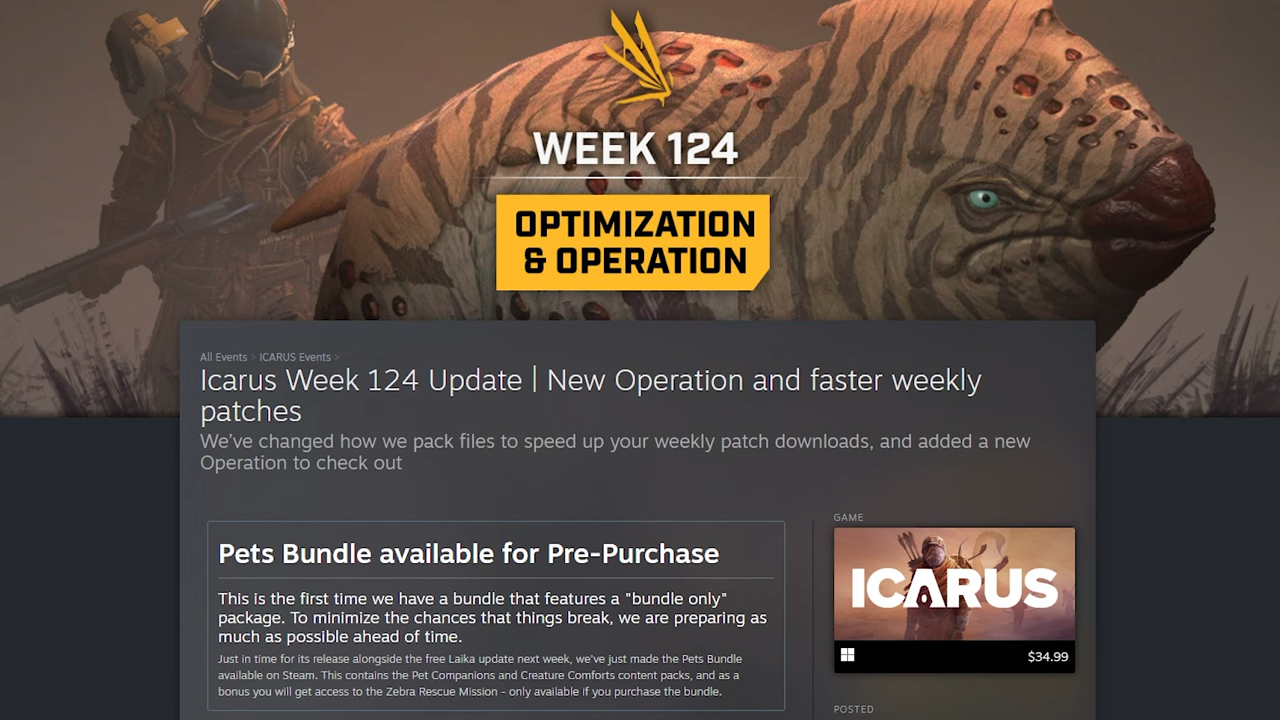 WEEK 124
OPTIMIZATION
& OPERATION
All Events > ICARUS Events >
Icarus Week 124 Update | New Operation and faster weekly
patches
We've changed how we pack files to speed up your weekly patch downloads, and added a new
Operation to check out
Pets Bundle available for Pre-Purchase
This is the first time we have a bundle that features a "bundle only"
package. To minimize the chances that things break, we are preparing as
much as possible ahead of time.
Just in time for its release alongside the free Laika update next week, we've just made the Pets Bundle
available on Steam. This contains the Pet Companions and Creature Comforts content packs, and as a
bonus you will get access to the Zebra Rescue Mission - only available if you purchase the bundle.
GAME
ICARUS
$34.99
POSTED